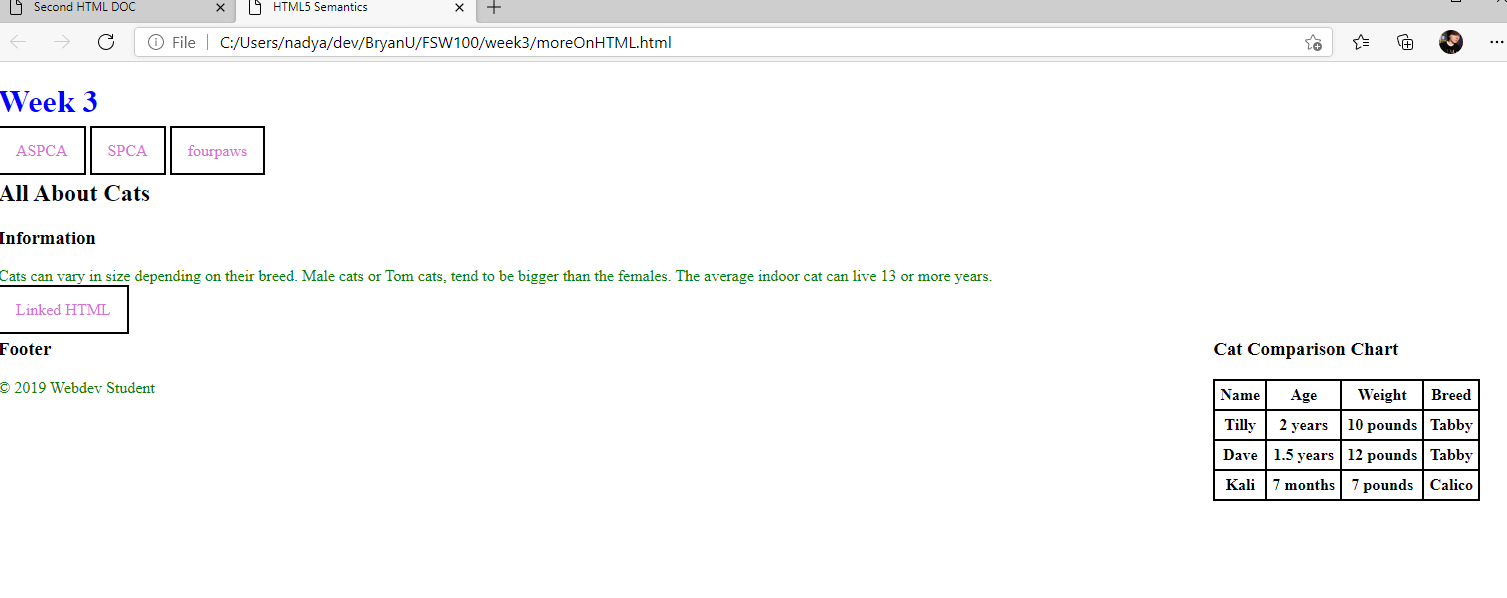 Second HTML DOC
HTML5 Semantics
File
C:/Users/nadya/dev/BryanU/FSW100/week3/moreOnHTML.html
Week 3
ASPCA SPCA fourpaws
All About Cats
Information
Cats can vary in size depending on their breed. Male cats or Tom cats, tend to be bigger than the females. The average indoor cat can live 13 or more years.
Linked HTML
Footer
© 2019 Webdev Student
Cat Comparison Chart
Name Age Weight Breed
Tilly 2 years 10 pounds Tabby
Dave 1.5 years 12 pounds Tabby
Kali 7 months 7 pounds Calico